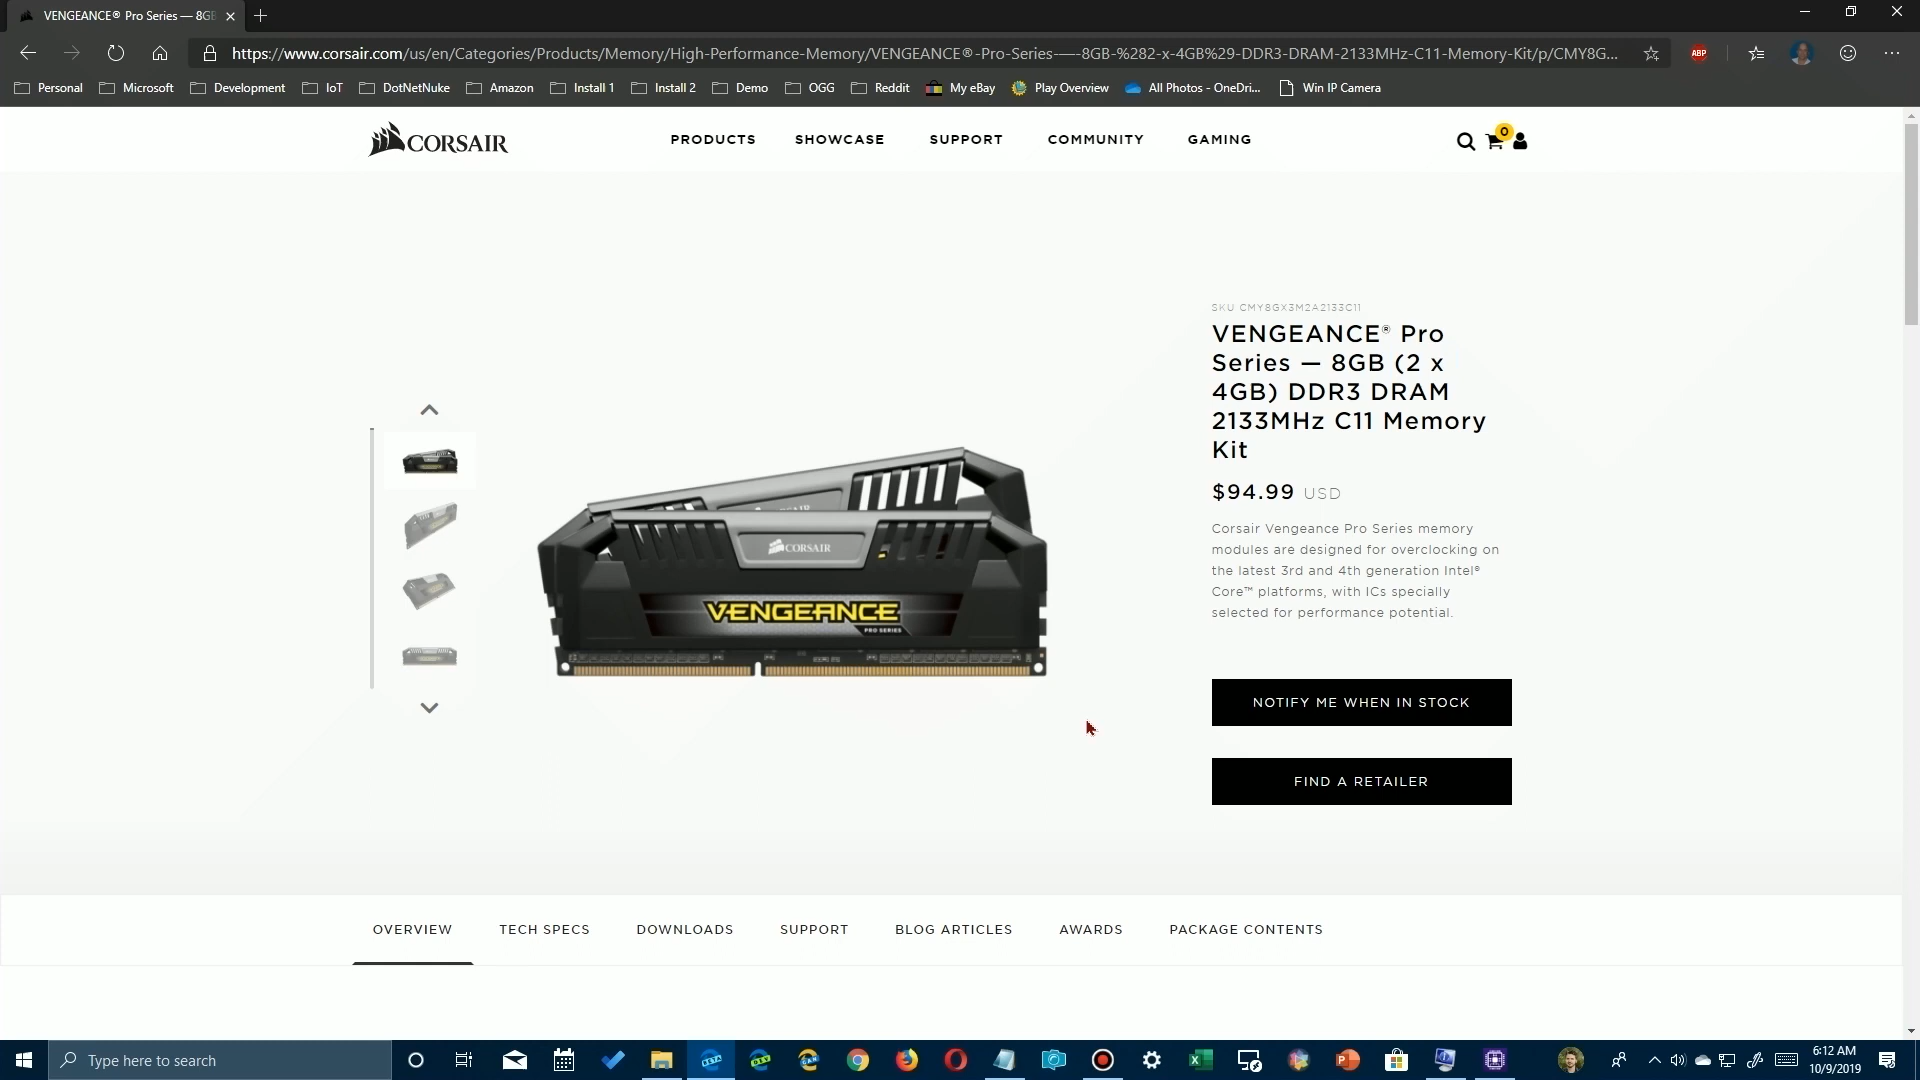 VENGEANCE® Pro Series — 8GB
https://www.corsair.com/us/en/Categories/Products/Memory/High-Performance-Memory/VENGEANCE®-Pro-Series-—-8GB-%282-x-4GB%29-DDR3-DRAM-2133MHz-C11-Memory-Kit/p/CMY8G...
ABP
Personal Microsoft Development IoT DotNetNuke Amazon Install 1 Install 2 Demo OGG Reddit My eBay Play Overview All Photos - OneDri... Win IP Camera
CORSAIR
PRODUCTS SHOWCASE SUPPORT COMMUNITY GAMING
0
SKU CMY8GX3M2A2133C11
VENGEANCE® Pro
Series — 8GB (2 x
4GB) DDR3 DRAM
2133MHz C11 Memory
Kit
$94.99 USD
Corsair Vengeance Pro Series memory
modules are designed for overclocking on
the latest 3rd and 4th generation Intel®
Core™ platforms, with ICs specially
selected for performance potential.
CORSAIR
VENGEANCE
PRO SERIES
NOTIFY ME WHEN IN STOCK
FIND A RETAILER
OVERVIEW TECH SPECS DOWNLOADS SUPPORT BLOG ARTICLES AWARDS PACKAGE CONTENTS
Type here to search
BETA
DEV
CAN
6:12 AM
10/9/2019